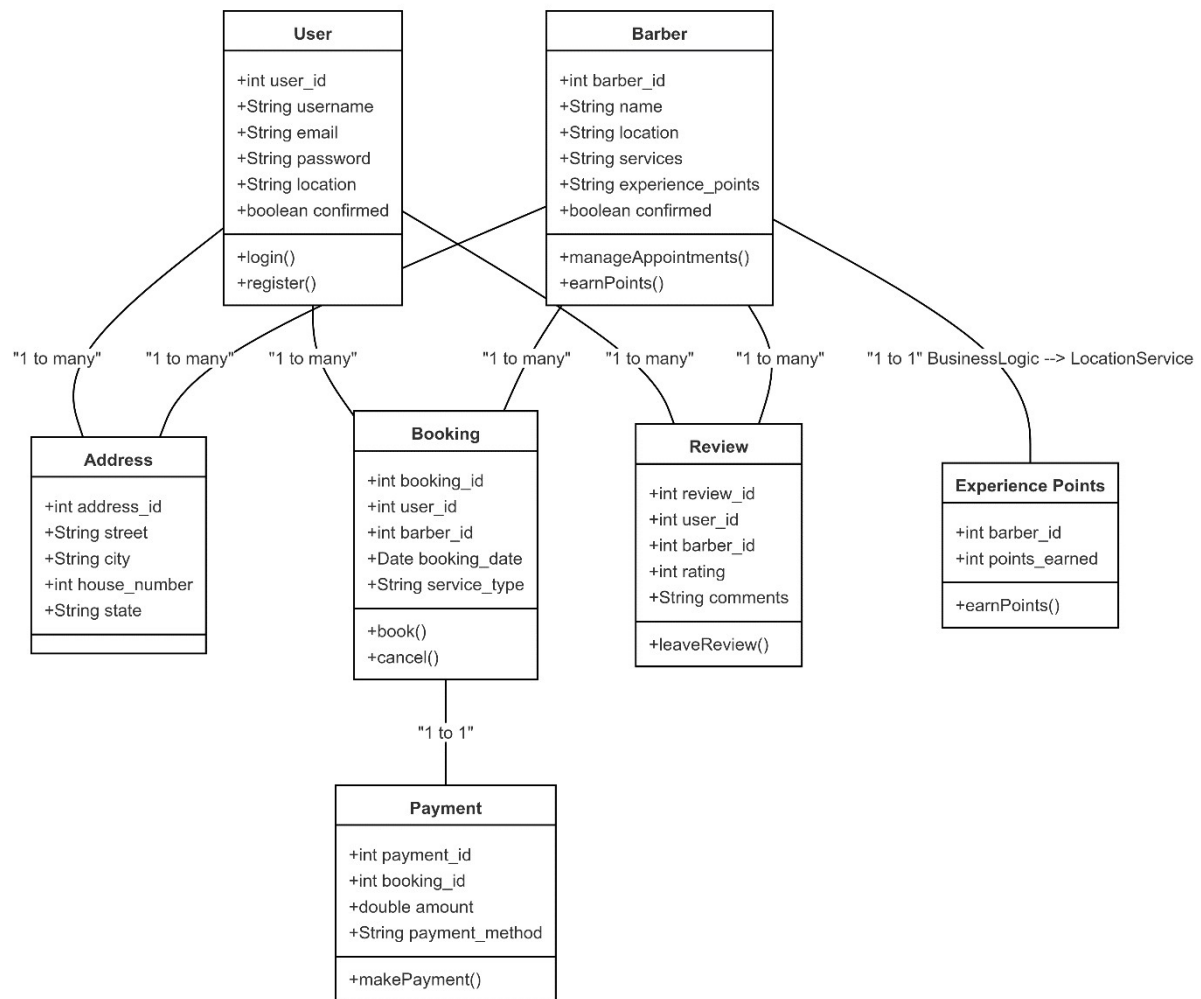 User
+int user_id
+String username
+String email
+String password
+String location
+boolean confirmed
+login()
+register()
Barber
+int barber_id
+String name
+String location
+String services
+String experience_points
+boolean confirmed
+manageAppointments()
+earnPoints()
"1 to many"
"1 to many"
"1 to many"
"1 to many"
"1 to many"
"1 to many"
"1 to 1" BusinessLogic --> LocationService
Address
+int address_id
+String street
+String city
+int house_number
+String state
Booking
+int booking_id
+int user_id
+int barber_id
+Date booking_date
+String service_type
+book()
+cancel()
Review
+int review_id
+int user_id
+int barber_id
+int rating
+String comments
+leaveReview()
Experience Points
+int barber_id
+int points_earned
+earnPoints()
"1 to 1"
Payment
+int payment_id
+int booking_id
+double amount
+String payment_method
+makePayment()